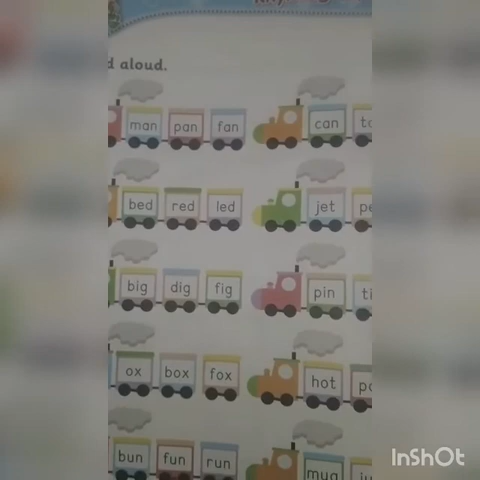 aloud.
man pan fan can
bed red led jet
big dig fig pin
ox box fox hot
bun fun run mug
InShOt